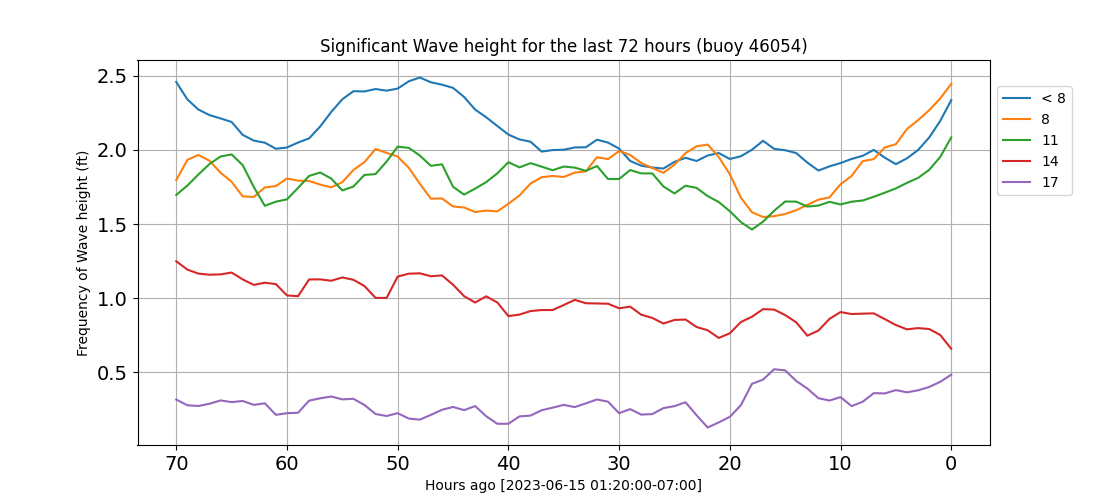 Significant Wave height for the last 72 hours (buoy 46054)
Frequency of Wave height (ft)
2.5
2.0
1.5
1.0
0.5
70 60 50 40 30 20 10 0
Hours ago [2023-06-15 01:20:00-07:00]
< 8
8
11
14
17